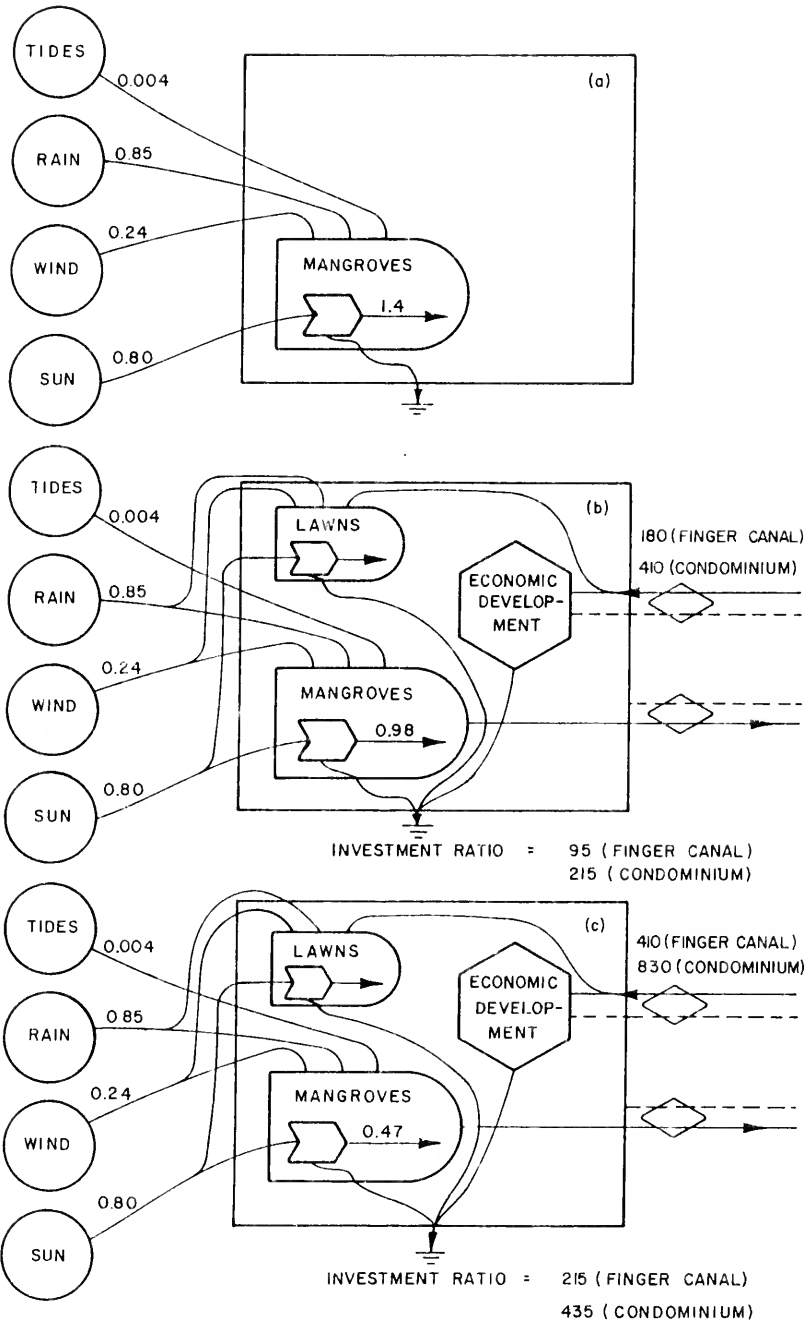 TIDES
0.004
(a)
RAIN
0.85
WIND
0.24
MANGROVES
1.4
SUN
0.80
TIDES
0.004
(b)
LAWNS
180 (FINGER CANAL)
410 (CONDOMINIUM)
ECONOMIC
DEVELOP-
MENT
RAIN
0.85
WIND
0.24
MANGROVES
0.98
SUN
0.80
INVESTMENT RATIO = 95 (FINGER CANAL)
215 (CONDOMINIUM)
TIDES
0.004
(c)
LAWNS
410 (FINGER CANAL)
830 (CONDOMINIUM)
ECONOMIC
DEVELOP-
MENT
RAIN
0.85
WIND
0.24
MANGROVES
0.47
SUN
0.80
INVESTMENT RATIO = 215 (FINGER CANAL)
435 (CONDOMINIUM)